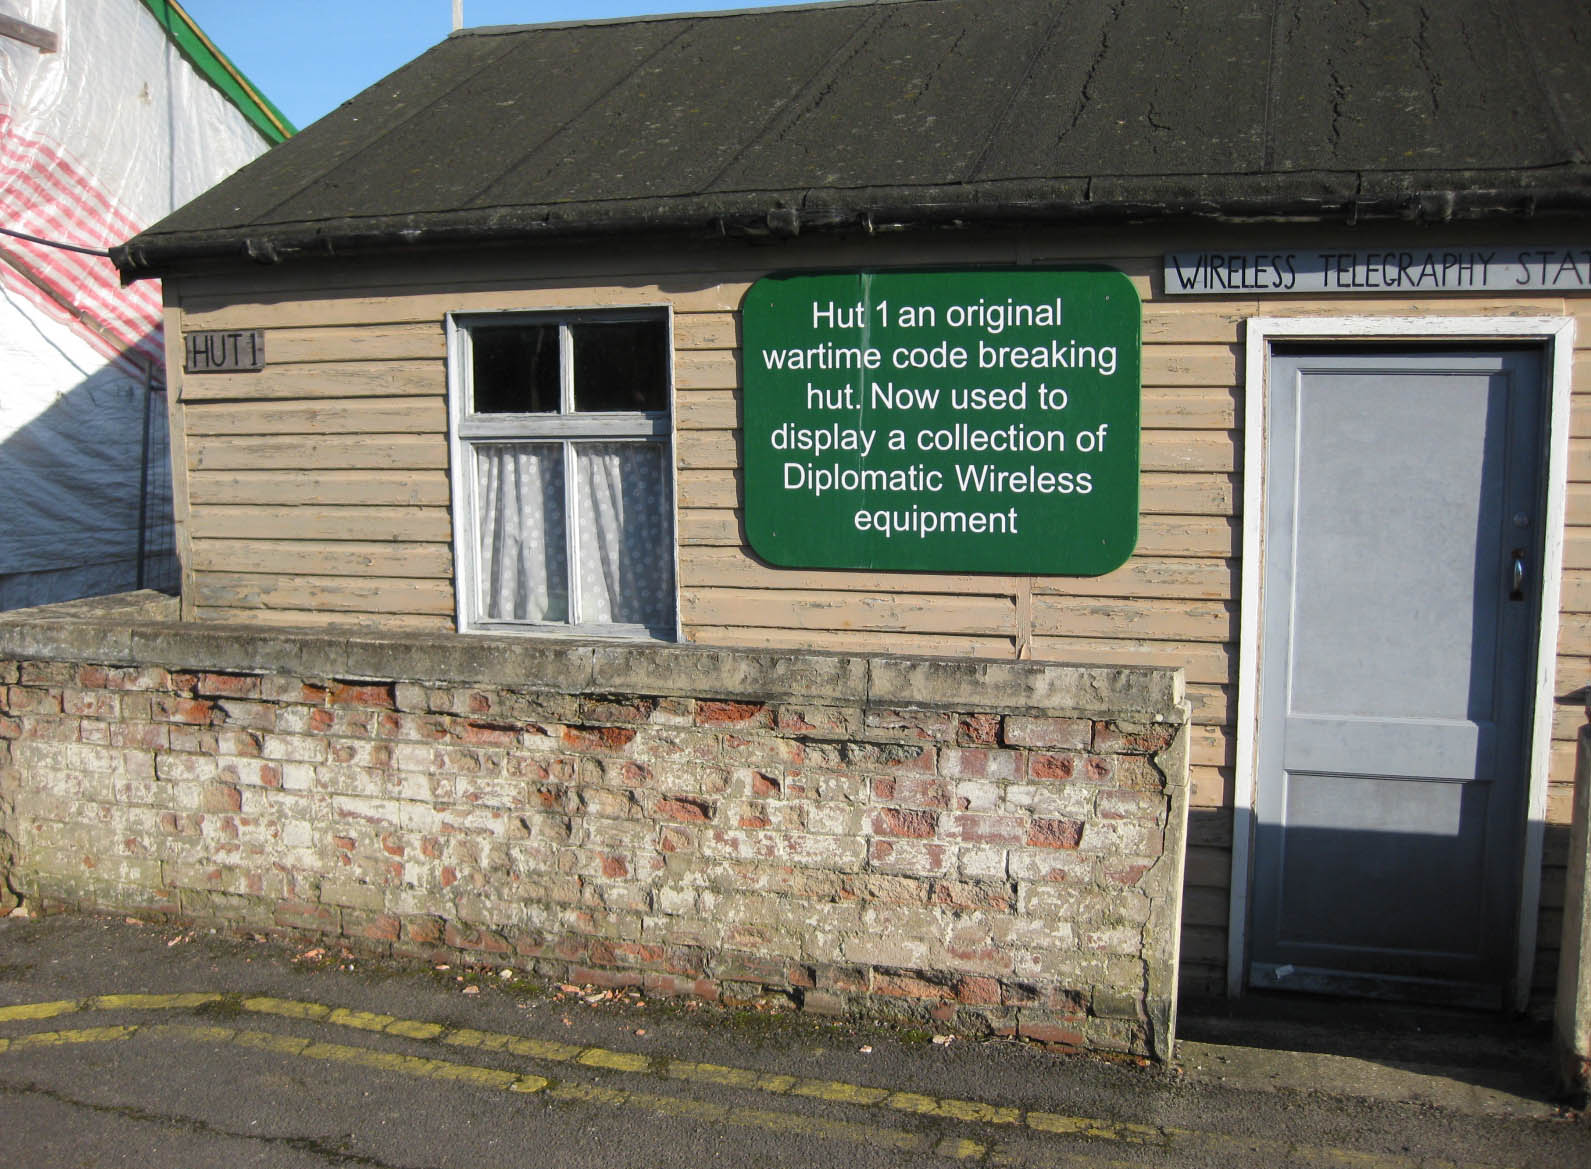 HUT 1
Hut 1 an original
wartime code breaking
hut. Now used to
display a collection of
Diplomatic Wireless
equipment
WIRELESS TELEGRAPHY STAT